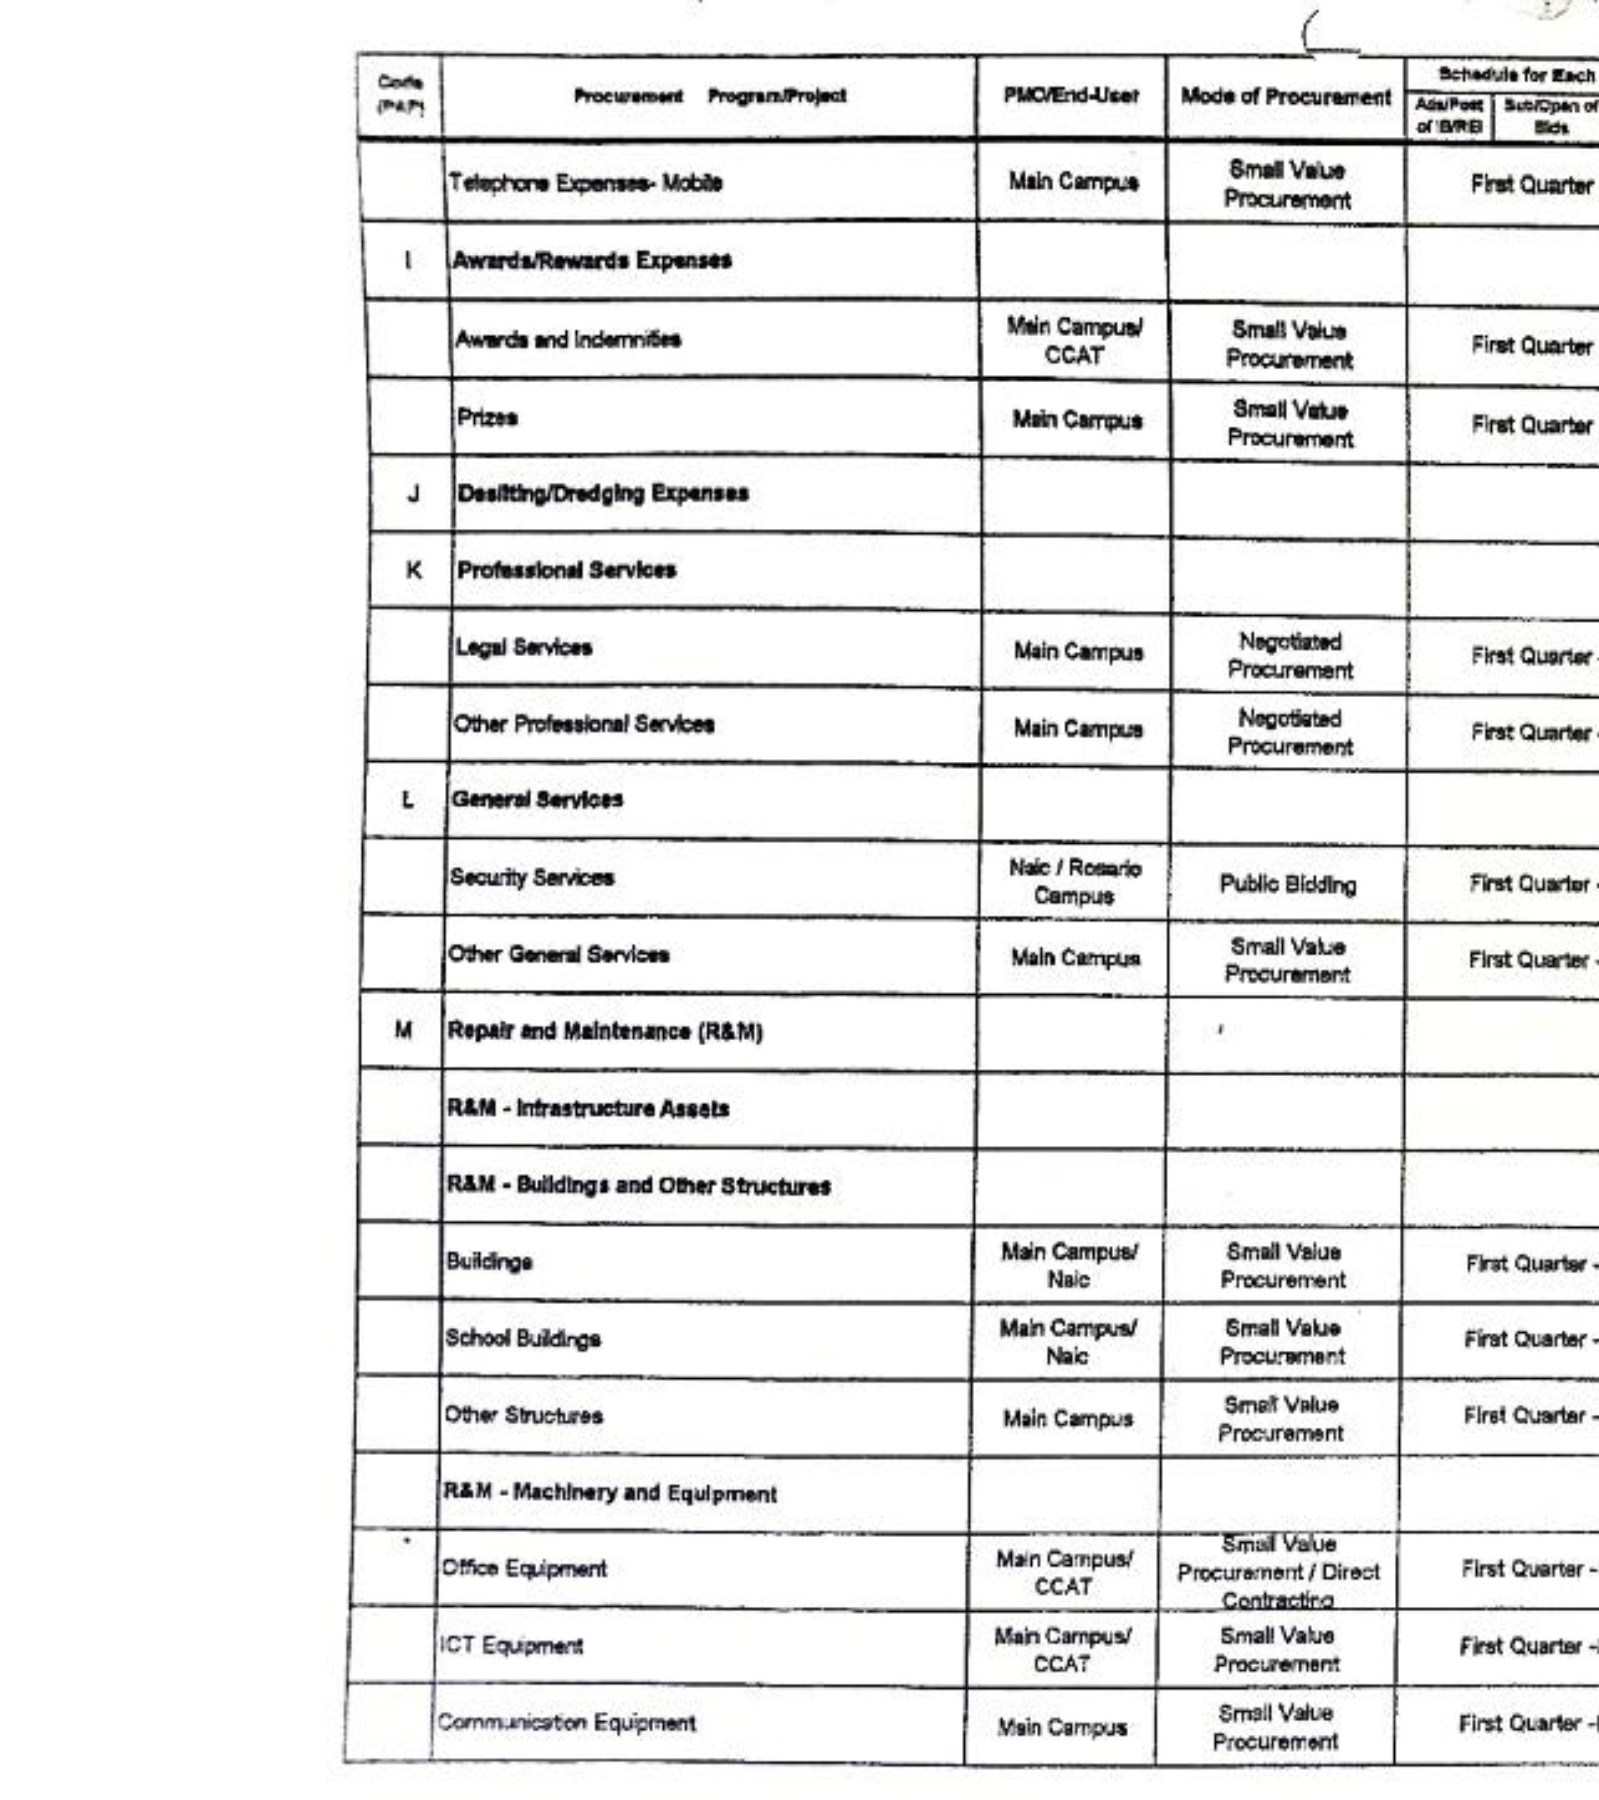 Code
(PAP)
Procurement Program/Project
PMO/End-User
Mode of Procurement
Schedule for Each
Ads/Post
of IB/REI
Sub/Open of
Bids
Telephone Expenses- Mobile
Main Campus
Small Value
Procurement
First Quarter
I
Awards/Rewards Expenses
Awards and Indemnities
Main Campus/
CCAT
Small Value
Procurement
First Quarter
Prizes
Main Campus
Small Value
Procurement
First Quarter
J
Desilting/Dredging Expenses
K
Professional Services
Legal Services
Main Campus
Negotiated
Procurement
First Quarter -
Other Professional Services
Main Campus
Negotiated
Procurement
First Quarter -
L
General Services
Security Services
Naic / Rosario
Campus
Public Bidding
First Quarter -
Other General Services
Main Campus
Small Value
Procurement
First Quarter -
M
Repair and Maintenance (R&M)
R&M - Infrastructure Assets
R&M - Buildings and Other Structures
Buildings
Main Campus/
Naic
Small Value
Procurement
First Quarter -
School Buildings
Main Campus/
Naic
Small Value
Procurement
First Quarter -
Other Structures
Main Campus
Small Value
Procurement
First Quarter -
R&M - Machinery and Equipment
Office Equipment
Main Campus/
CCAT
Small Value
Procurement / Direct
Contracting
First Quarter -
ICT Equipment
Main Campus/
CCAT
Small Value
Procurement
First Quarter -
Communication Equipment
Main Campus
Small Value
Procurement
First Quarter -